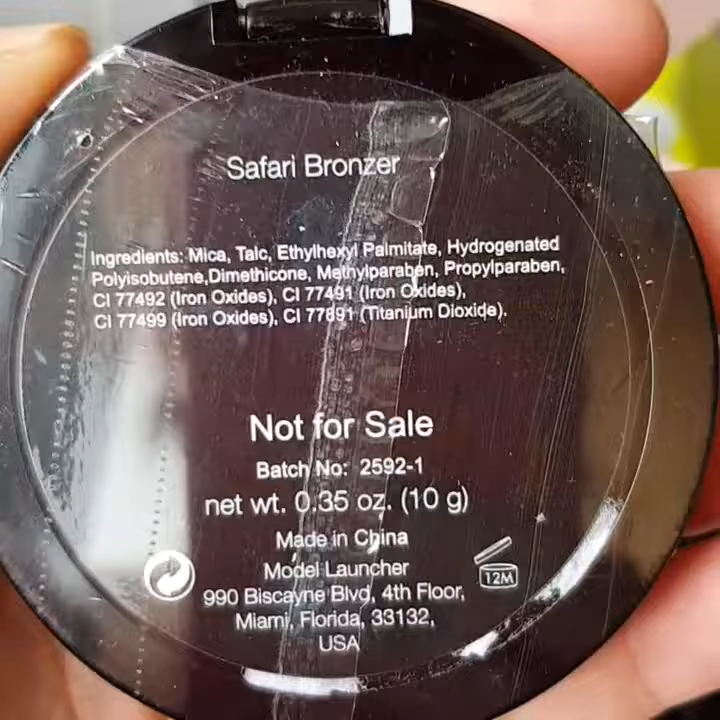 Safari Bronzer
Ingredients: Mica, Talc, Ethylhexyl Palmitate, Hydrogenated
Polyisobutene,Dimethicone, Methylparaben, Propylparaben,
CI 77492 (Iron Oxides), CI 77491 (Iron Oxides),
CI 77499 (Iron Oxides), CI 77891 (Titanium Dioxide).
Not for Sale
Batch No: 2592-1
net wt. 0.35 oz. (10 g)
Made in China
Model Launcher
12M
990 Biscayne Blvd, 4th Floor,
Miami, Florida, 33132,
USA